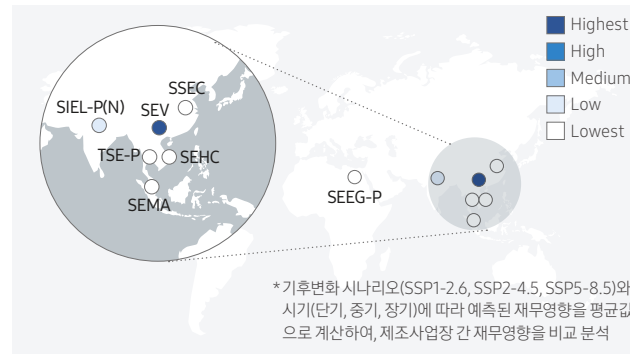 Highest
High
Medium
Low
Lowest
SSEC
SIEL-P(N)
SEV
TSE-P
SEHC
SEMA
SEEG-P
*기후변화 시나리오(SSP1-2.6, SSP2-4.5, SSP5-8.5)와
시기(단기, 중기, 장기)에 따라 예측된 재무영향을 평균값
으로 계산하여, 제조사업장 간 재무영향을 비교 분석